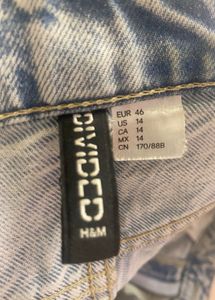 DIVIDED
H&M
EUR 46
US 14
CA 14
MX 14
CN 170/88B